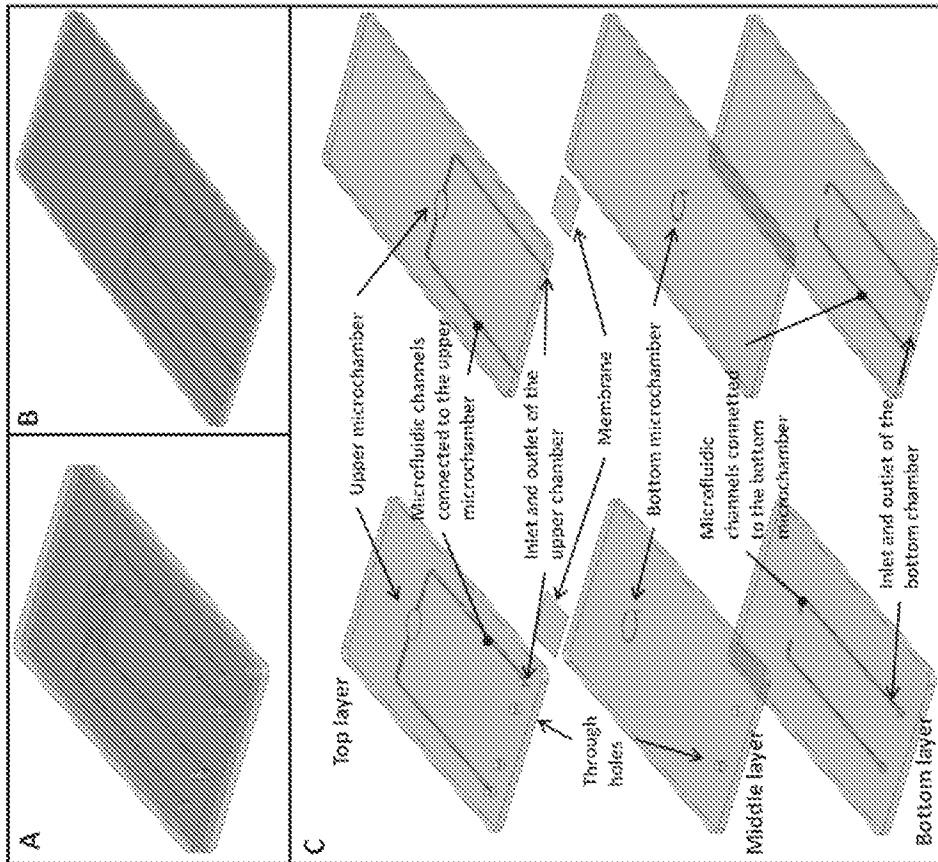 A
B
C
Top layer
Upper microchamber
Microfluidic channels
connected to the upper
microchamber
Inlet and outlet of the
upper chamber
Through
holes
Membrane
Bottom microchamber
Middle layer
Microfluidic
channels connetted
to the bottom
microchamber
Inlet and outlet of the
bottom chamber
Bottom layer